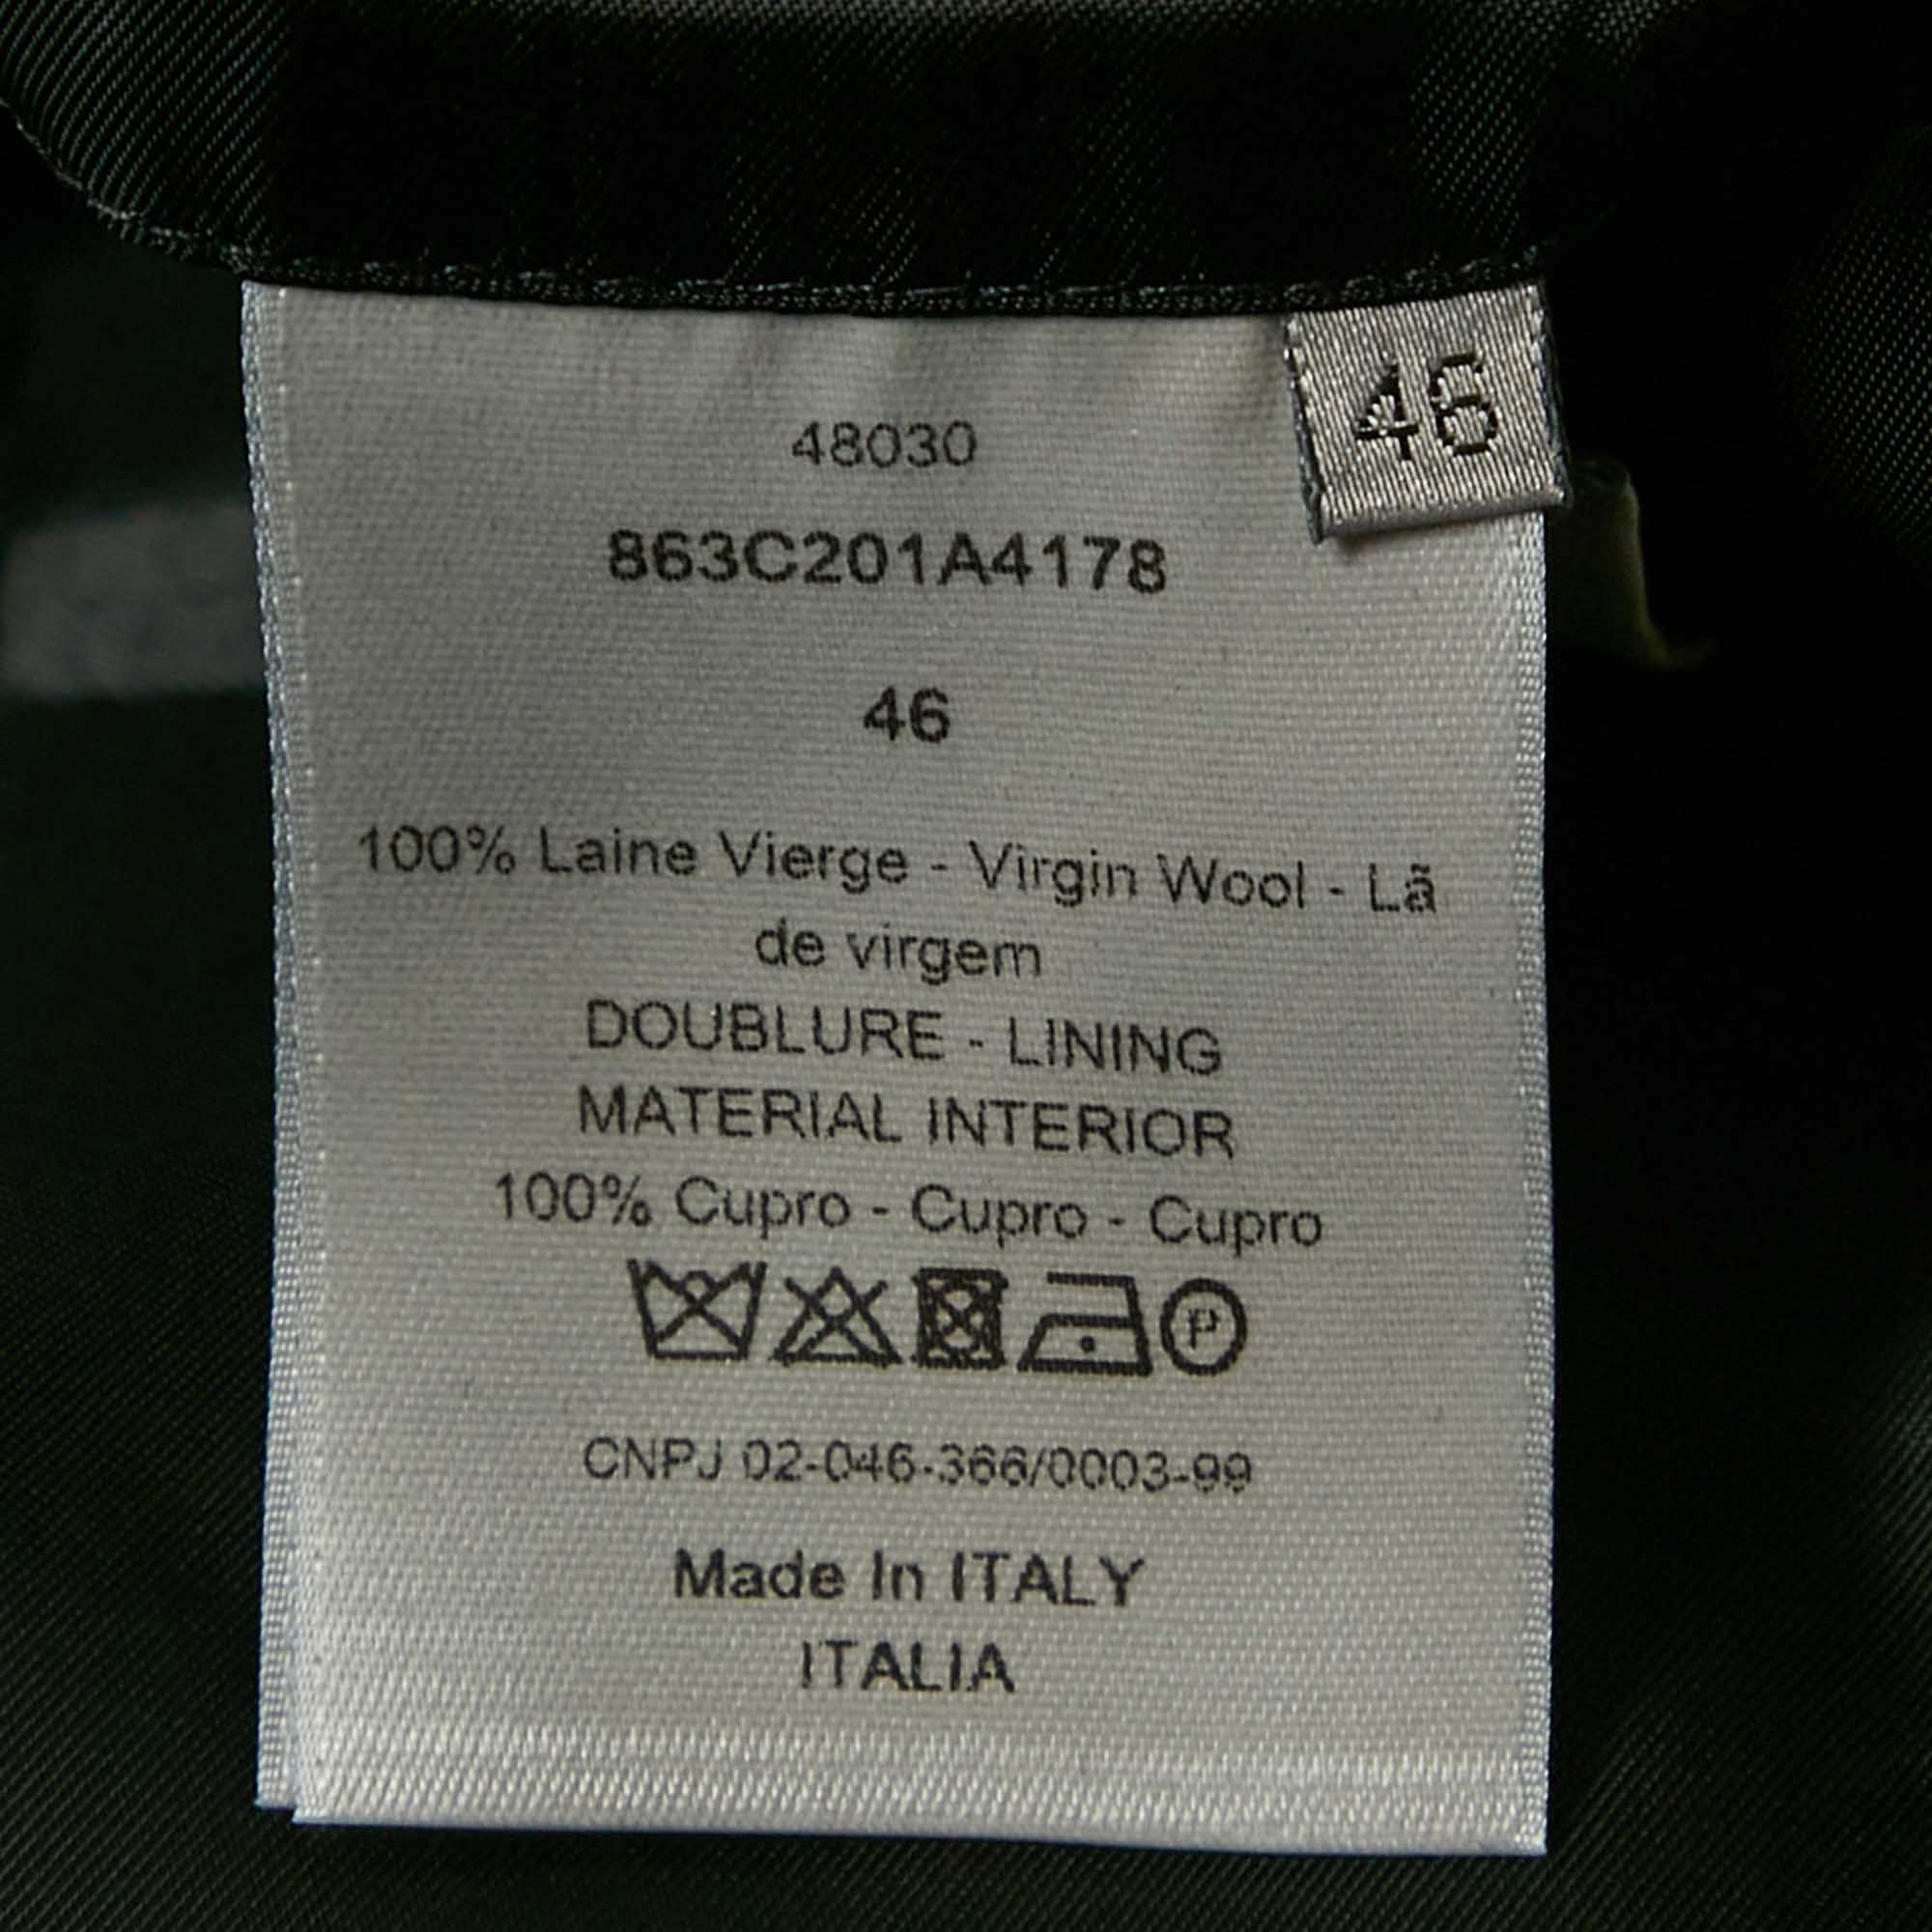 46
48030
863C201A4178
46
100% Laine Vierge - Virgin Wool - Lã
de virgem
DOUBLURE - LINING
MATERIAL INTERIOR
100% Cupro - Cupro - Cupro
P
CNPJ 02-046-366/0003-99
Made In ITALY
ITALIA